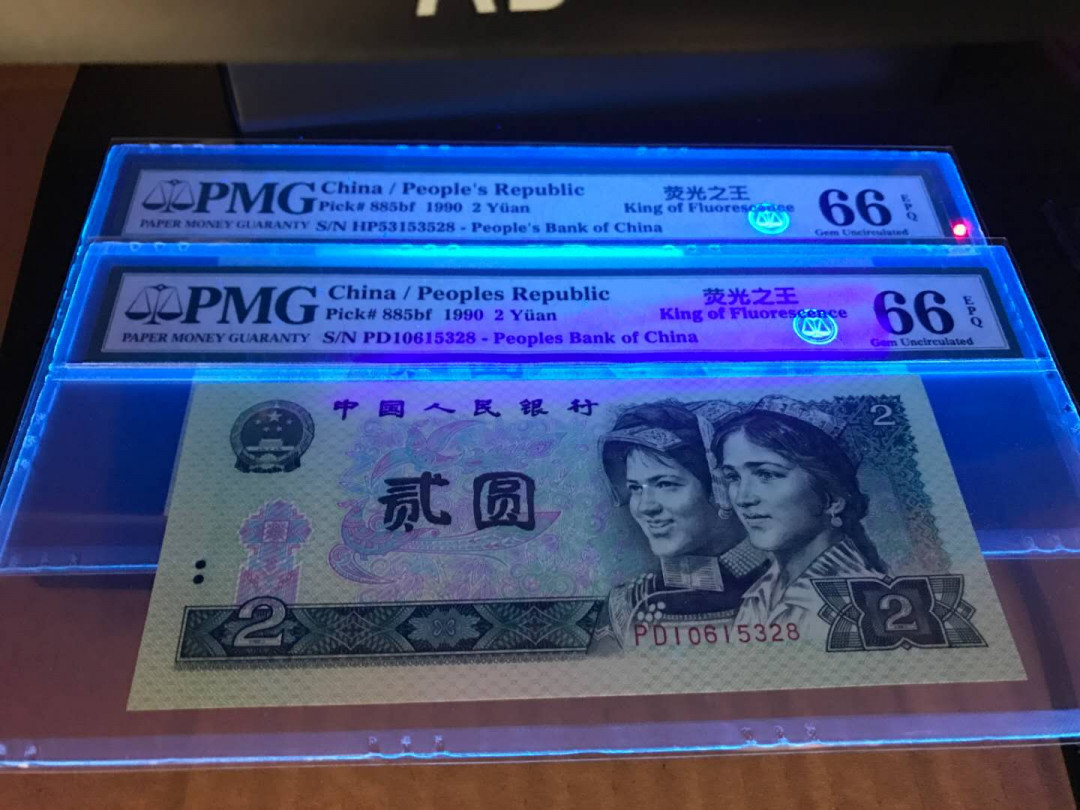 PMG
PAPER MONEY GUARANTY
China / People's Republic
Pick# 885bf 1990 2 Yüan
S/N HP53153528 - People's Bank of China
荧光之王
King of Fluorescence
66
EPQ
Gem Uncirculated
PMG
PAPER MONEY GUARANTY
China / Peoples Republic
Pick# 885bf 1990 2 Yüan
S/N PD10615328 - Peoples Bank of China
荧光之王
King of Fluorescence
66
EPQ
Gem Uncirculated
中国人民银行
2
贰圆
2
PD10615328
2